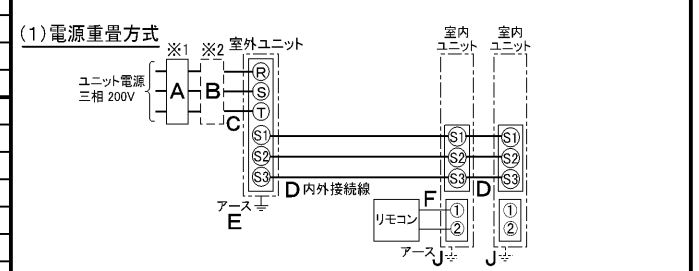 (1)電源重畳方式
※1 ※2 室外ユニット 室内ユニット 室内ユニット
ユニット電源
三相 200V
A B C
R
S
T
S1 S1 S1
S2 S2 S2
S3 S3 S3
D 内外接続線 D
アース
E
F
リモコン ① ①
② ②
アース J J